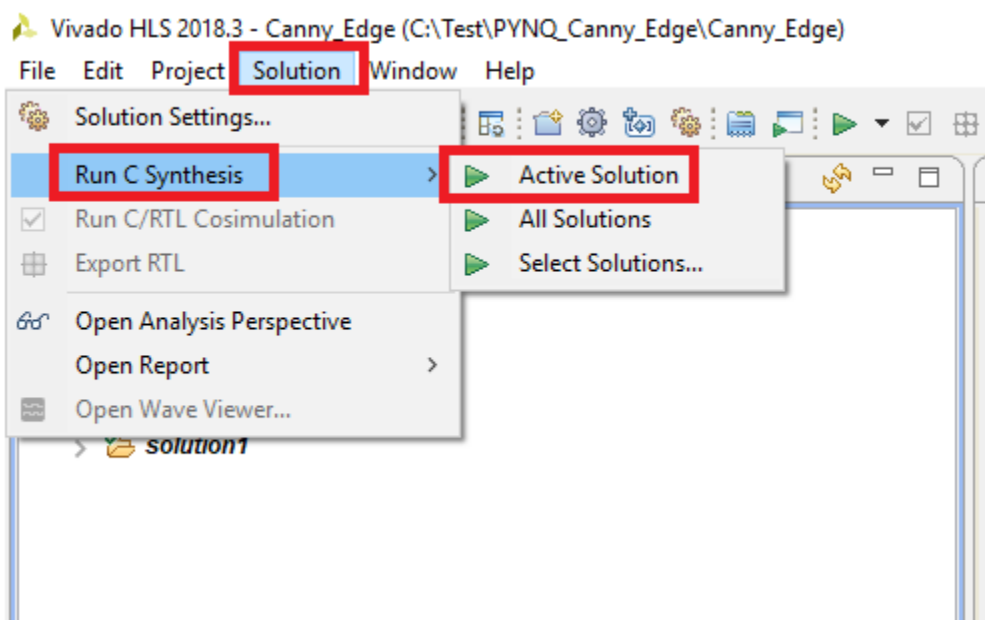 Vivado HLS 2018.3 - Canny_Edge (C:\Test\PYNQ_Canny_Edge\Canny_Edge)
File Edit Project Solution Window Help
Solution Settings...
Run C Synthesis
Active Solution
Run C/RTL Cosimulation
All Solutions
Export RTL
Select Solutions...
Open Analysis Perspective
Open Report
Open Wave Viewer...
solution1